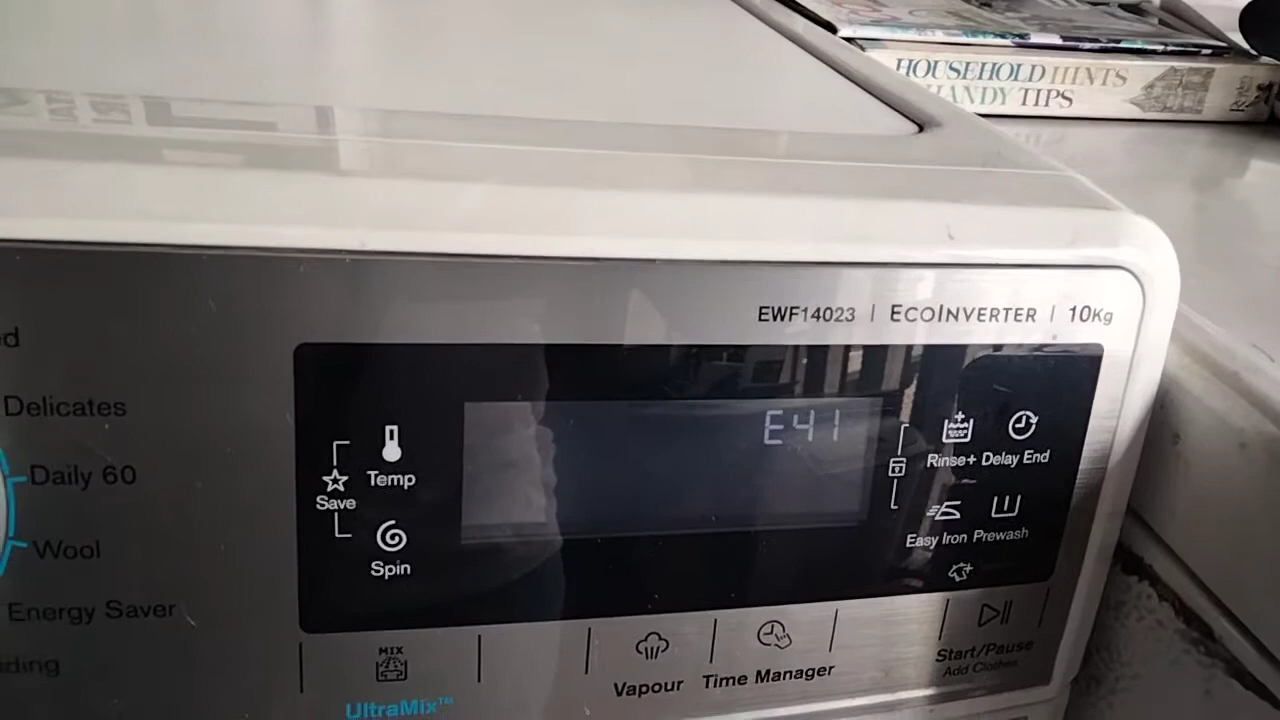 HOUSEHOLD HINTS
HANDY TIPS
EWF14023 | ECOINVERTER | 10Kg
E41
Delicates
Daily 60
Wool
Energy Saver
Temp
Save
Spin
Rinse+ Delay End
Easy Iron Prewash
MIX
UltraMix™
Vapour
Time Manager
Start/Pause
Add Clothes